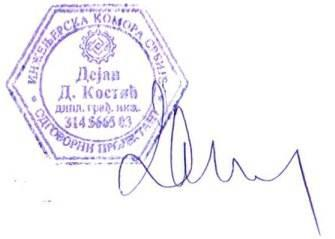 ИНЖЕЊЕРСКА КОМОРА СРБИЈЕ
Дејан
Д. Костић
дипл. грађ. инж.
314 5665 03
ОДГОВОРНИ ПРОЈЕКТАНТ